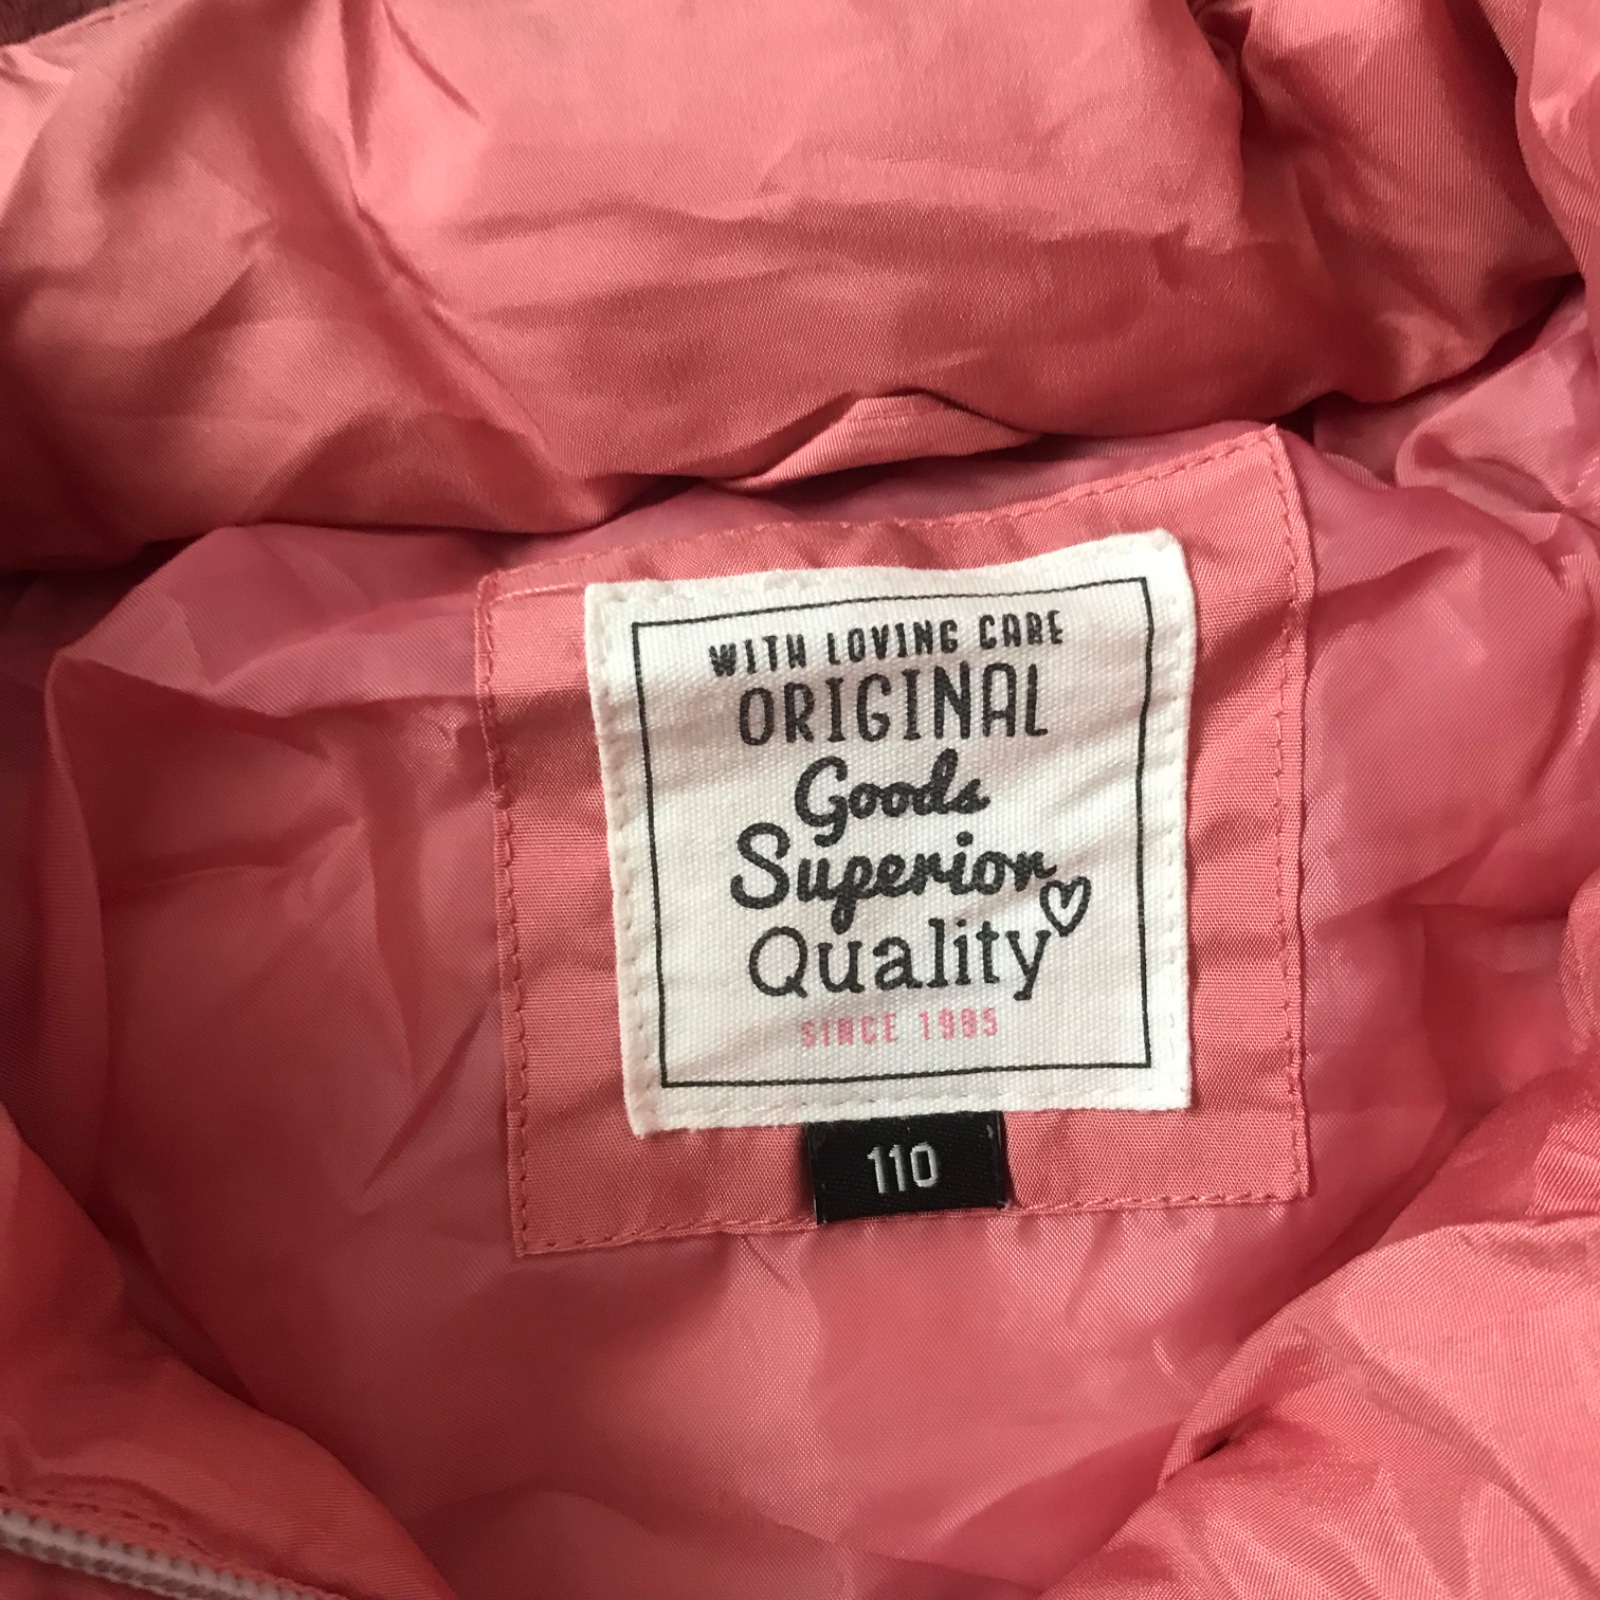 WITH LOVING CARE
ORIGINAL
Goods
Superior
Quality
SINCE 1995
110